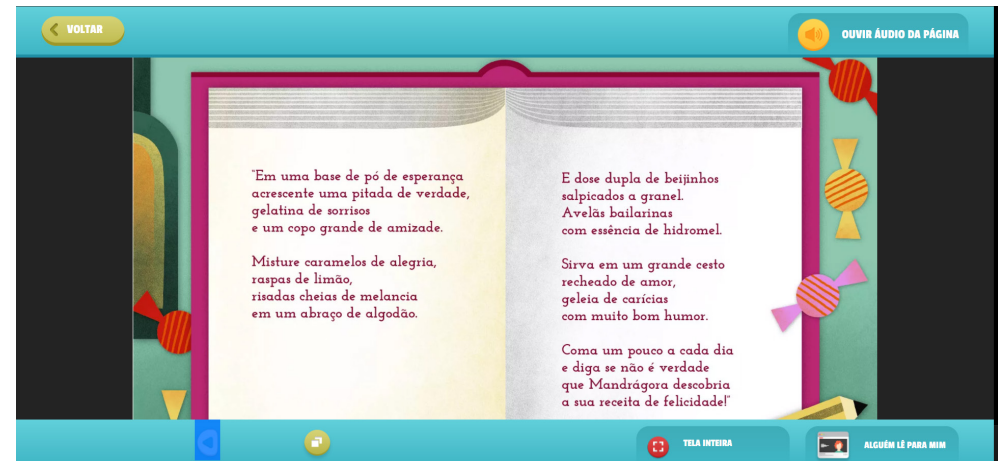 VOLTAR
OUVIR ÁUDIO DA PÁGINA
"Em uma base de pó de esperança
acrescente uma pitada de verdade,
gelatina de sorrisos
e um copo grande de amizade.
Misture caramelos de alegria,
raspas de limão,
risadas cheias de melancia
em um abraço de algodão.
E dose dupla de beijinhos
salpicados a granel.
Avelãs bailarinas
com essência de hidromel.
Sirva em um grande cesto
recheado de amor,
geleia de carícias
com muito bom humor.
Coma um pouco a cada dia
e diga se não é verdade
que Mandrágora descobria
a sua receita de felicidade!"
TELA INTEIRA
ALGUÉM LÊ PARA MIM